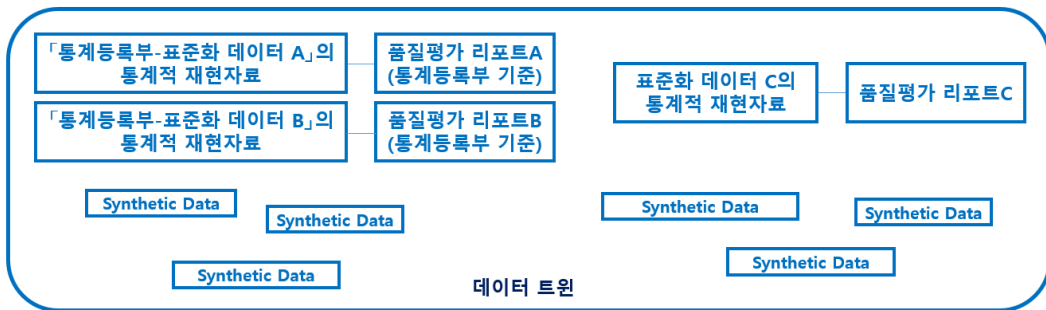 「통계등록부-표준화 데이터 A」의
통계적 재현자료
품질평가 리포트A
(통계등록부 기준)
「통계등록부-표준화 데이터 B」의
통계적 재현자료
품질평가 리포트B
(통계등록부 기준)
표준화 데이터 C의
통계적 재현자료
품질평가 리포트C
Synthetic Data
Synthetic Data
Synthetic Data
Synthetic Data
Synthetic Data
Synthetic Data
데이터 트윈